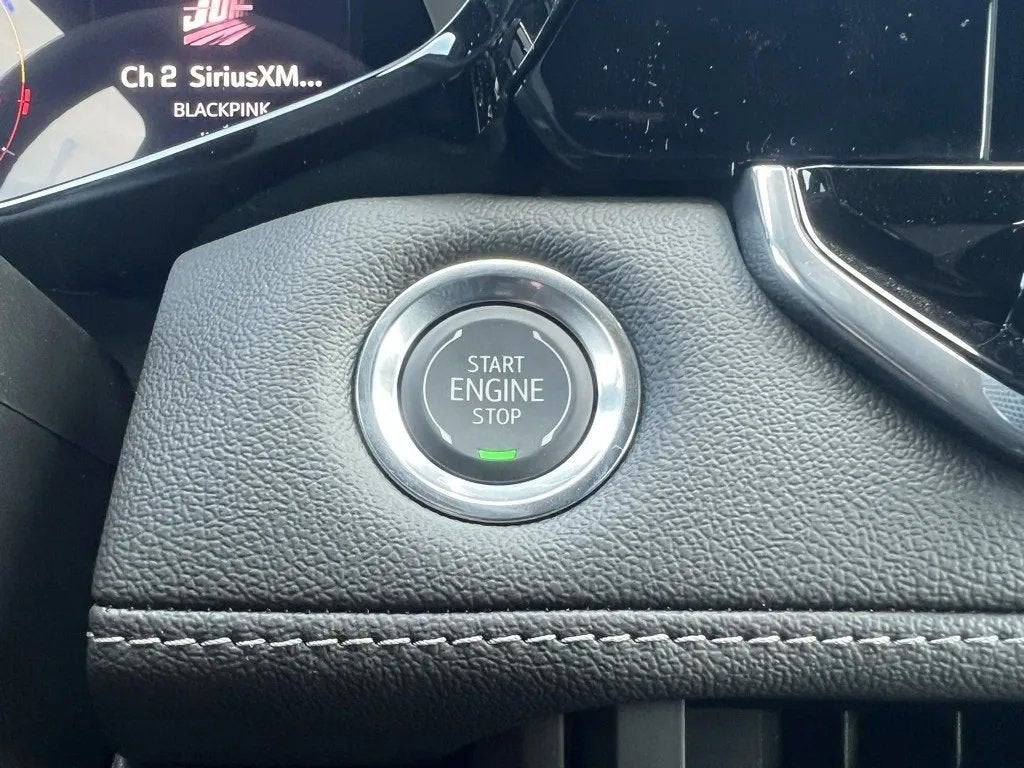 Ch 2 SiriusXM...
BLACKPINK
START
ENGINE
STOP